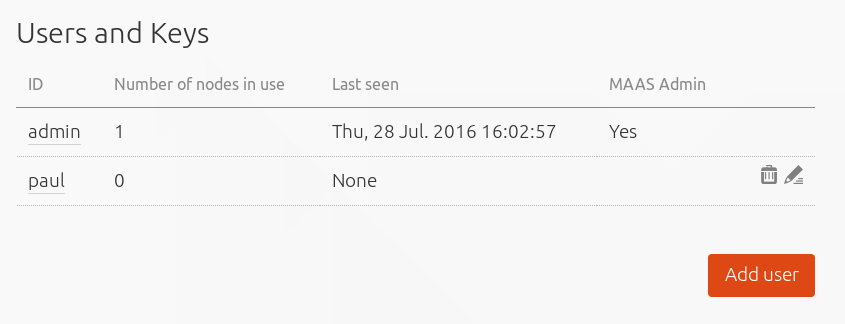 Users and Keys
ID Number of nodes in use Last seen MAAS Admin
admin 1 Thu, 28 Jul. 2016 16:02:57 Yes
paul 0 None
Add user